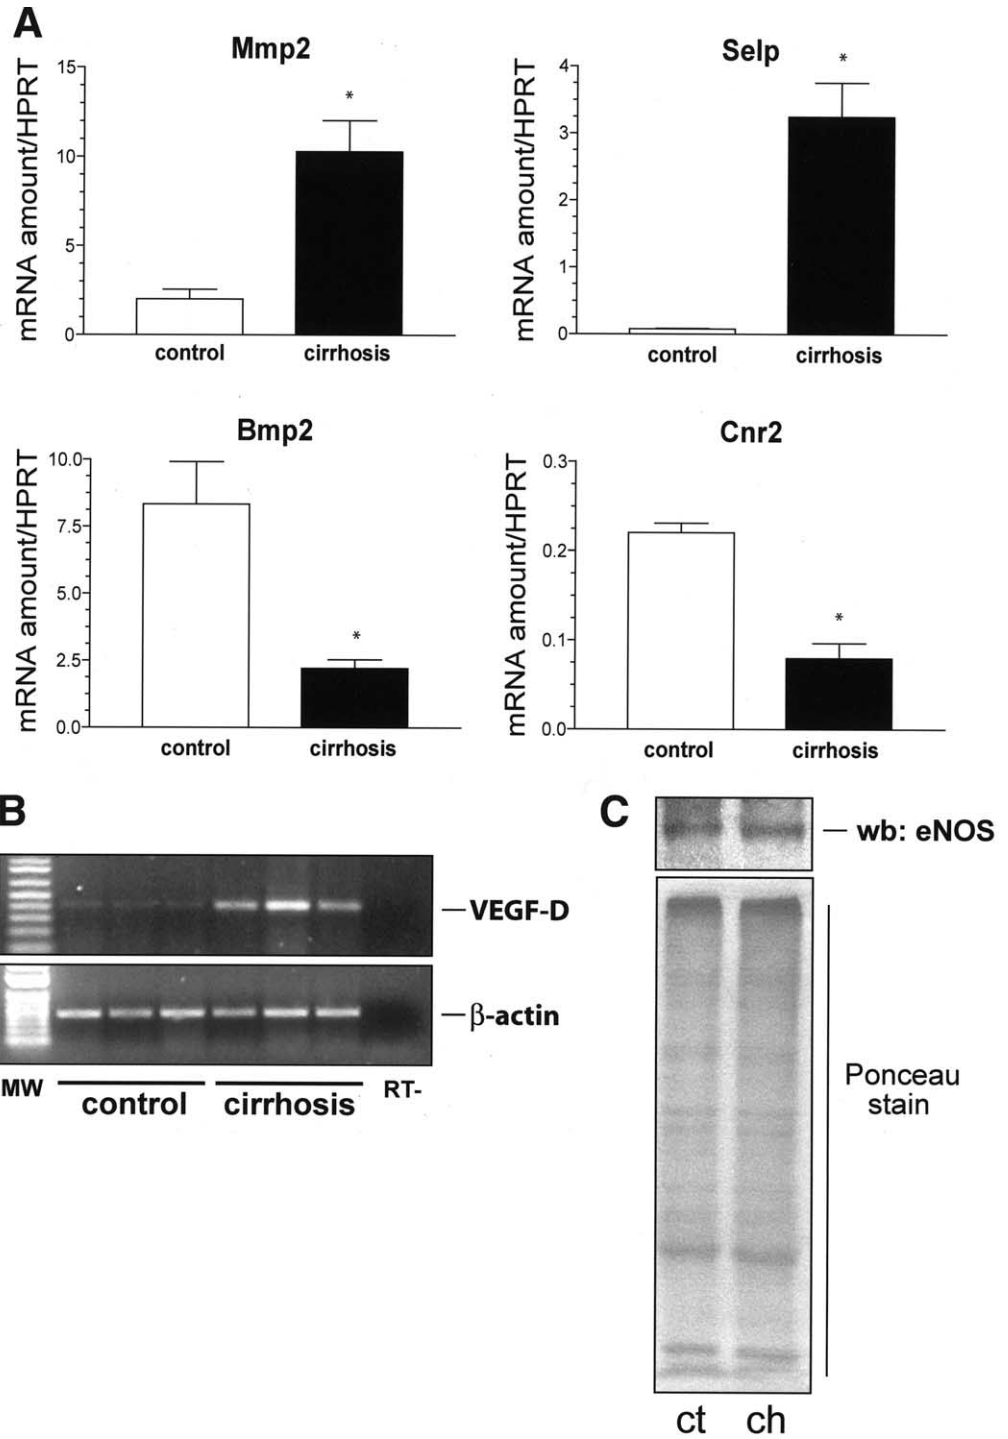 A
Mmp2
mRNA amount/HPRT
15
10
5
0
control
cirrhosis
*
Selp
mRNA amount/HPRT
4
3
2
1
0
control
cirrhosis
*
Bmp2
mRNA amount/HPRT
10.0
7.5
5.0
2.5
0.0
control
cirrhosis
*
Cnr2
mRNA amount/HPRT
0.3
0.2
0.1
0.0
control
cirrhosis
*
B
VEGF-D
β-actin
MW
control
cirrhosis
RT-
C
wb: eNOS
Ponceau
stain
ct
ch